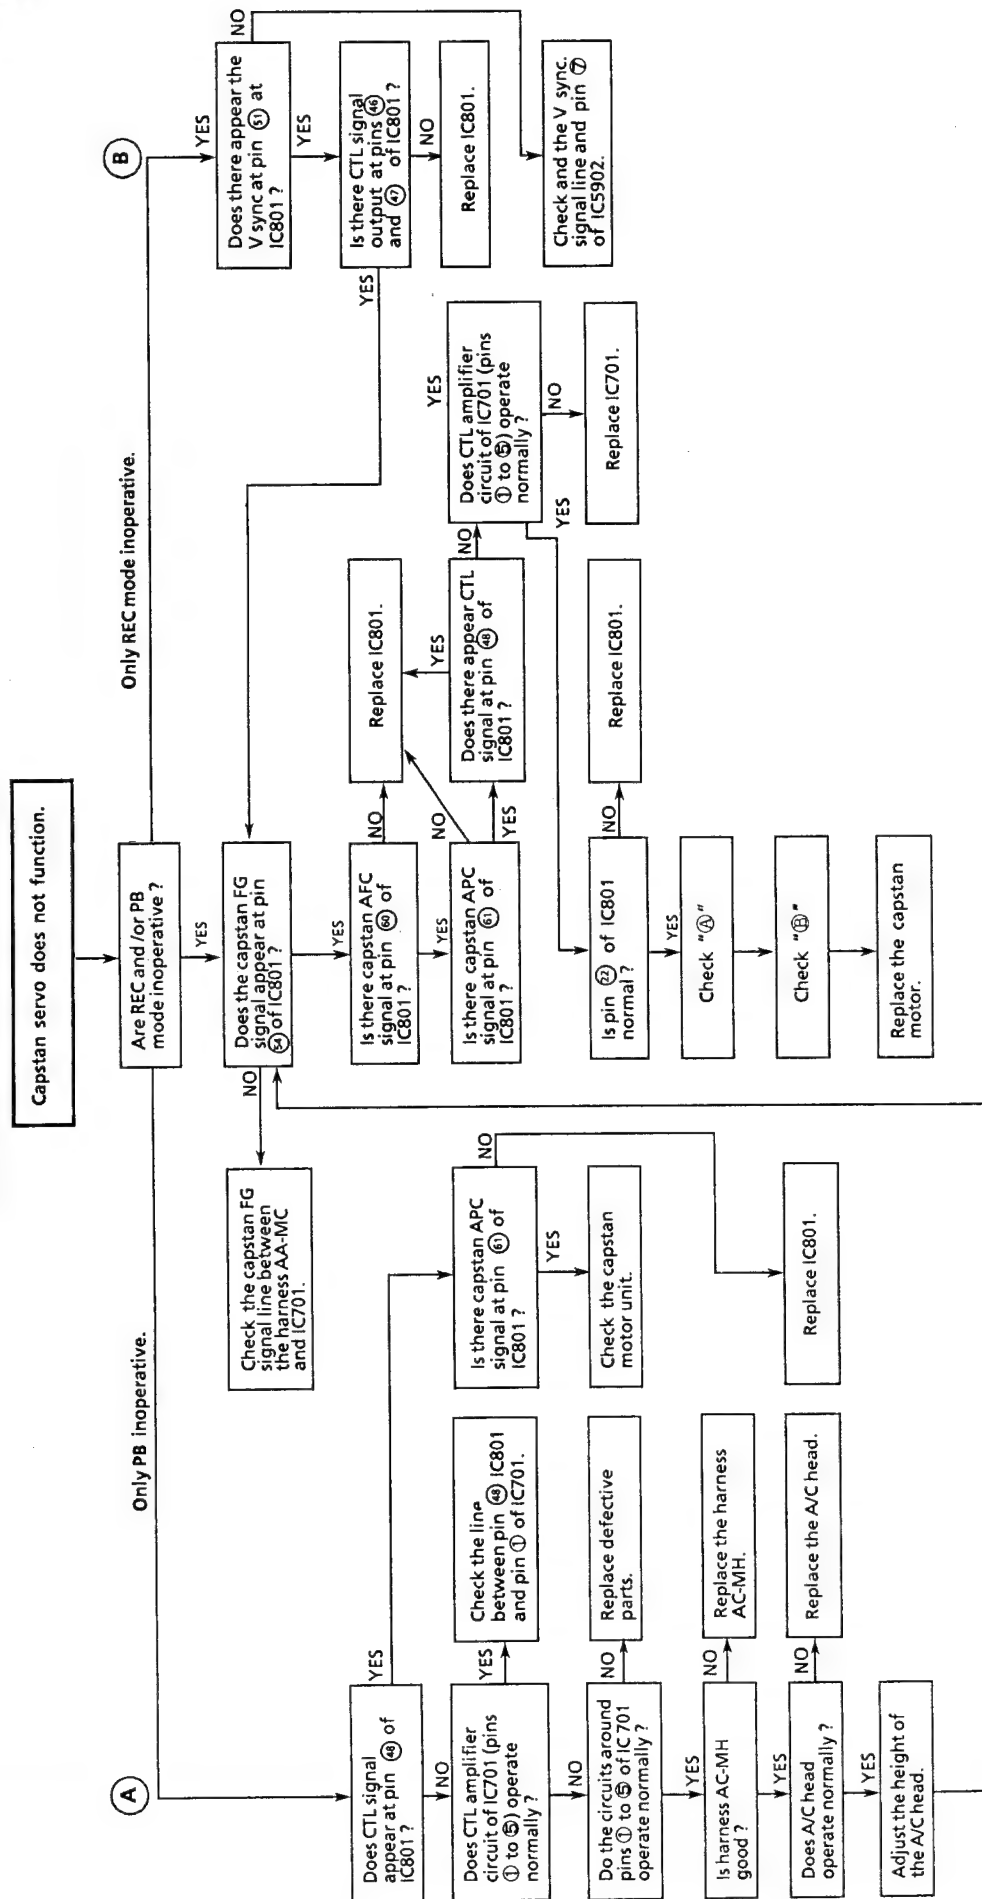 Capstan servo does not function.
Are REC and /or PB
mode inoperative ?
Only PB inoperative.
Only REC mode inoperative.
YES
A
B
Does CTL signal
appear at pin ㊽ of
IC801 ?
YES
NO
Does CTL amplifier
circuit of IC701 (pins
① to ⑤) operate
normally ?
YES
Check the line
between pin ㊽ IC801
and pin ① of IC701.
NO
Do the circuits around
pins ① to ⑤ of IC 701
operate normally ?
NO
Replace defective
parts.
YES
Is harness AC-MH
good ?
NO
Replace the harness
AC-MH.
YES
Does A/C head
operate normally ?
NO
Replace the A/C head.
YES
Adjust the height of
the A/C head.
Is there capstan APC
signal at pin 61 of
IC801 ?
NO
YES
Check the capstan
motor unit.
Replace IC801.
Does the capstan FG
signal appear at pin
54 of IC801 ?
NO
Check the capstan FG
signal line between
the harness AA-MC
and IC701.
YES
Is there capstan AFC
signal at pin 60 of
IC801 ?
NO
Replace IC801.
YES
Is there capstan APC
signal at pin 61 of
IC801 ?
NO
YES
Does there appear CTL
signal at pin ㊽ of
IC801 ?
YES
NO
Does CTL amplifier
circuit of IC701 (pins
① to ⑤) operate
normally ?
YES
YES
NO
Replace IC701.
Is pin ㉒ of IC801
normal ?
NO
Replace IC801.
YES
Check "Ⓐ"
Check "Ⓑ"
Replace the capstan
motor.
Does there appear the
V sync at pin 51 at
IC801 ?
YES
NO
YES
Is there CTL signal
output at pins ㊻
and ㊼ of IC801 ?
YES
NO
Replace IC801.
Check and the V sync.
signal line and pin ⑦
of IC5902.